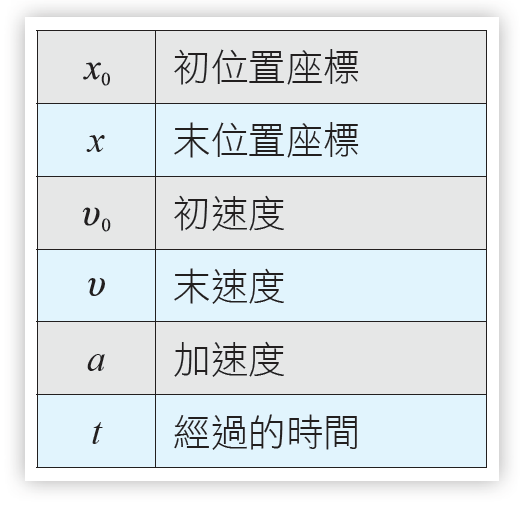 x₀ 初位置座標
x 末位置座標
υ₀ 初速度
υ 末速度
a 加速度
t 經過的時間